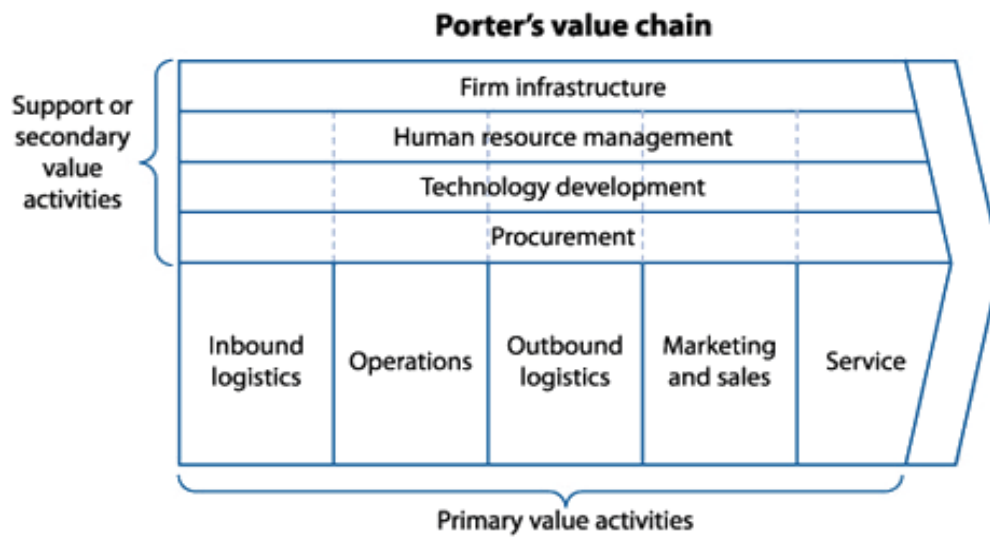 Porter’s value chain
Support or
secondary
value
activities
Firm infrastructure
Human resource management
Technology development
Procurement
Inbound
logistics
Operations
Outbound
logistics
Marketing
and sales
Service
Primary value activities